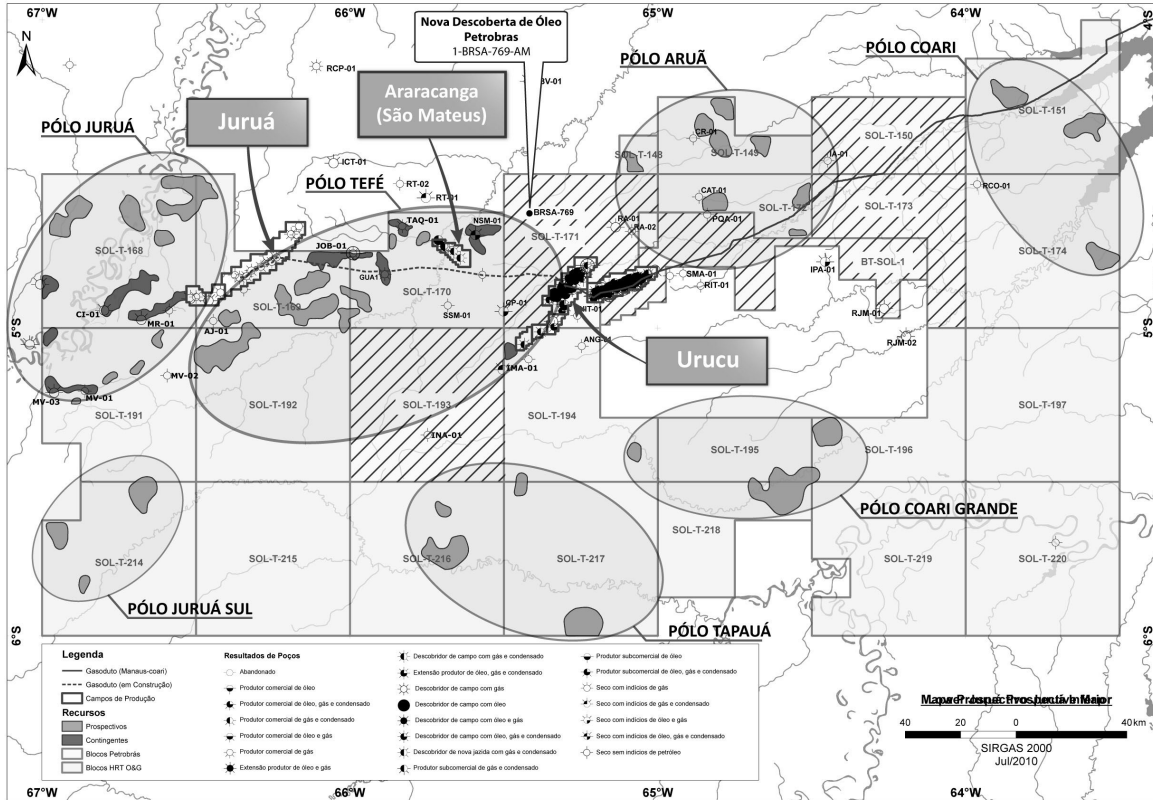 67°W
66°W
65°W
64°W
4°S
N
Nova Descoberta de Óleo
Petrobras
1-BRSA-769-AM
PÓLO COARI
PÓLO ARUÃ
RCP-01
Araracanga
(São Mateus)
SOL-T-151
Juruá
PÓLO JURUÁ
CR-01
SOL-T-150
SOL-T-148
SOL-T-149
ICT-01
IA-01
PÓLO TEFÉ
RT-02
RT-01
CAT-01
RCO-01
SOL-T-172
SOL-T-173
BRSA-769
TAQ-01
NSM-01
RA-01
PQA-01
RA-02
SOL-T-171
SOL-T-168
JOB-01
SOL-T-174
BT-SOL-1
GUA1
IPA-01
SMA-01
RIT-01
SOL-T-169
SOL-T-170
CP-01
SSM-01
CI-01
MR-01
AJ-01
RJM-01
5°S
5°S
ANG-01
RJM-02
Urucu
IMA-01
MV-02
MV-03
MV-01
SOL-T-191
SOL-T-192
SOL-T-193
SOL-T-194
SOL-T-197
INA-01
SOL-T-195
SOL-T-196
PÓLO COARI GRANDE
SOL-T-218
SOL-T-214
SOL-T-215
SOL-T-216
SOL-T-217
SOL-T-219
SOL-T-220
PÓLO JURUÁ SUL
PÓLO TAPAUÁ
6°S
6°S
Legenda
Gasoduto (Manaus-coari)
Gasoduto (em Construção)
Campos de Produção
Recursos
Prospectivos
Contingentes
Blocos Petrobrás
Blocos HRT O&G
Resultados de Poços
Abandonado
Produtor comercial de óleo
Produtor comercial de óleo, gás e condensado
Produtor comercial de gás e condensado
Produtor comercial de óleo e gás
Produtor comercial de gás
Extensão produtor de óleo e gás
Descobridor de campo com gás e condensado
Extensão produtor de óleo, gás e condensado
Descobridor de campo com gás
Descobridor de campo com óleo
Descobridor de campo com óleo e gás
Descobridor de campo com óleo, gás e condensado
Descobridor de nova jazida com gás e condensado
Produtor subcomercial de gás e condensado
Produtor subcomercial de óleo
Produtor subcomercial de óleo, gás e condensado
Seco com indícios de gás
Seco com indícios de gás e condensado
Seco com indícios de óleo e gás
Seco com indícios de óleo, gás e condensado
Seco sem indícios de petróleo
40 20 0 40 km
SIRGAS 2000
Jul/2010
67°W
66°W
65°W
64°W